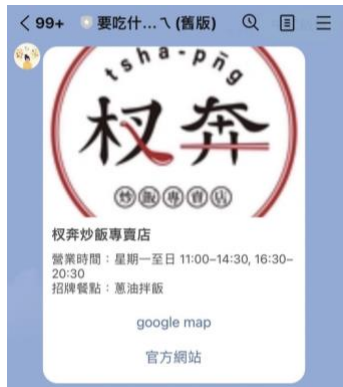 99+ 要吃什...ㄟ (舊版)
tsha-png̃
杈奔
炒飯專賣店
杈奔炒飯專賣店
營業時間：星期一至日 11:00–14:30, 16:30–
20:30
招牌餐點：蔥油拌飯
google map
官方網站